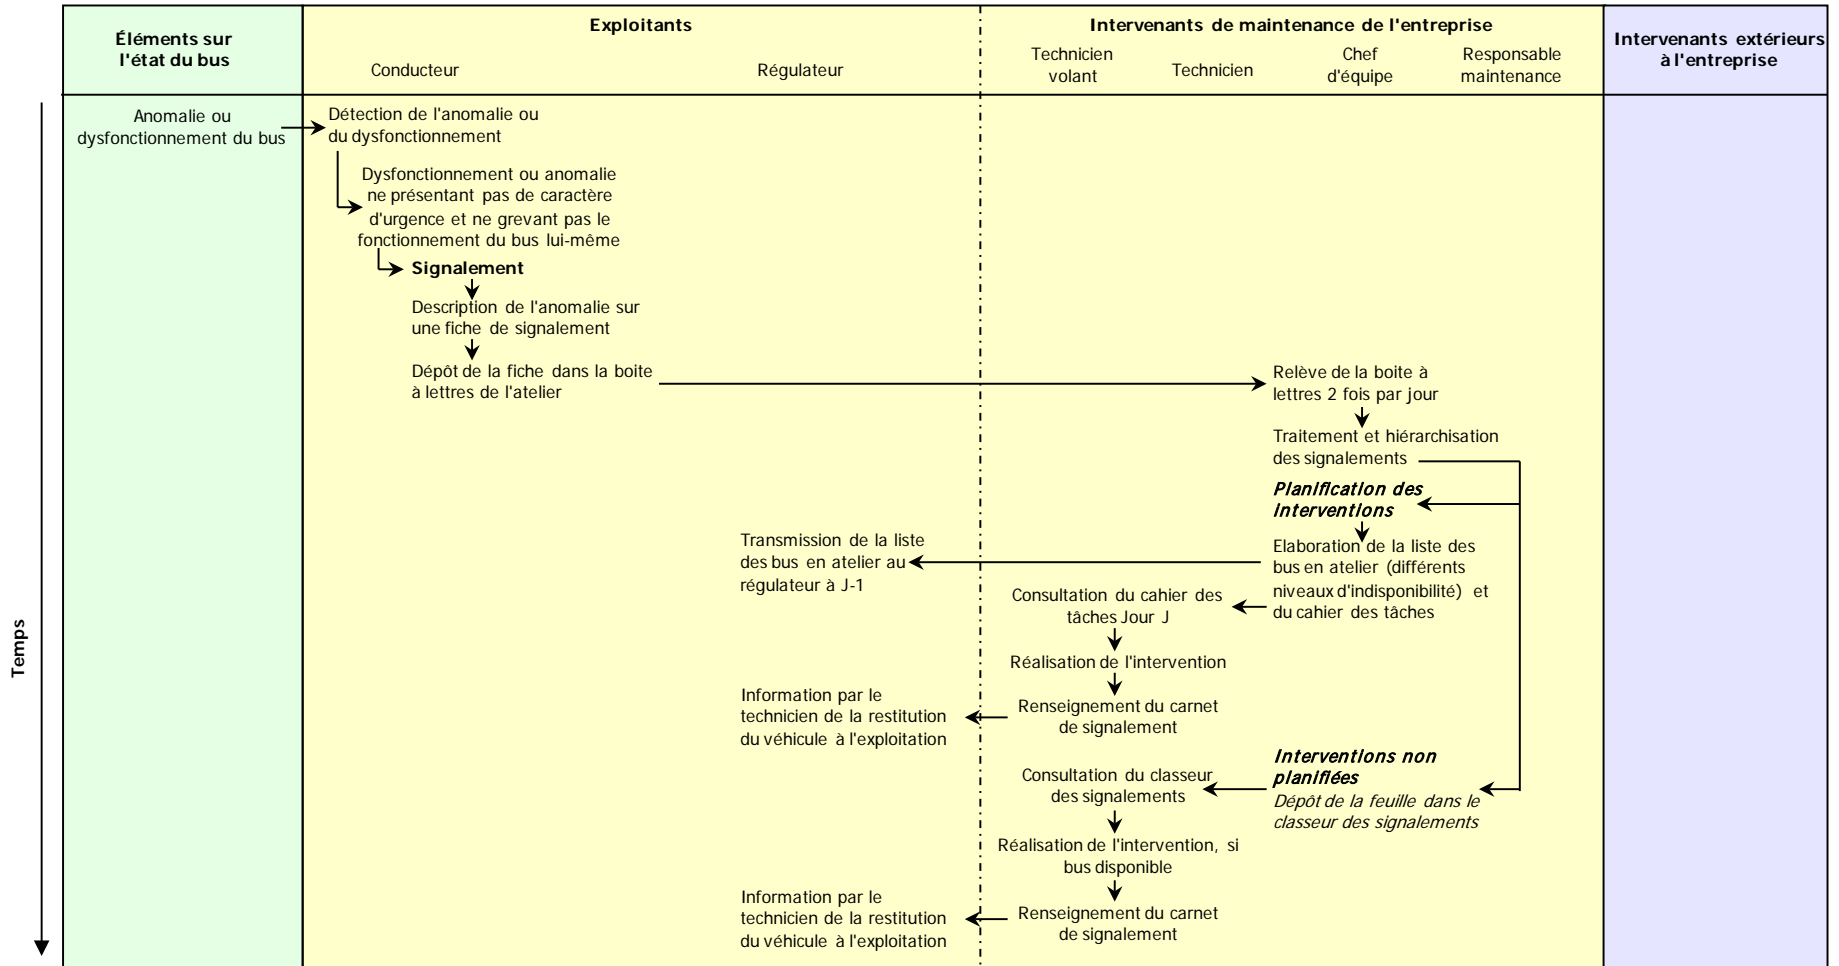 Éléments sur
l'état du bus
Exploitants
Conducteur
Régulateur
Intervenants de maintenance de l'entreprise
Technicien
volant
Technicien
Chef
d'équipe
Responsable
maintenance
Intervenants extérieurs
à l'entreprise
Temps
Anomalie ou
dysfonctionnement du bus
Détection de l'anomalie ou
du dysfonctionnement
Dysfonctionnement ou anomalie
ne présentant pas de caractère
d'urgence et ne grevant pas le
fonctionnement du bus lui-même
Signalement
Description de l'anomalie sur
une fiche de signalement
Dépôt de la fiche dans la boite
à lettres de l'atelier
Relève de la boite à
lettres 2 fois par jour
Traitement et hiérarchisation
des signalements
Planification des
interventions
Elaboration de la liste des
bus en atelier (différents
niveaux d'indisponibilité) et
du cahier des tâches
Transmission de la liste
des bus en atelier au
régulateur à J-1
Consultation du cahier des
tâches Jour J
Réalisation de l'intervention
Renseignement du carnet
de signalement
Information par le
technicien de la restitution
du véhicule à l'exploitation
Interventions non
planifiées
Dépôt de la feuille dans le
classeur des signalements
Consultation du classeur
des signalements
Réalisation de l'intervention, si
bus disponible
Renseignement du carnet
de signalement
Information par le
technicien de la restitution
du véhicule à l'exploitation